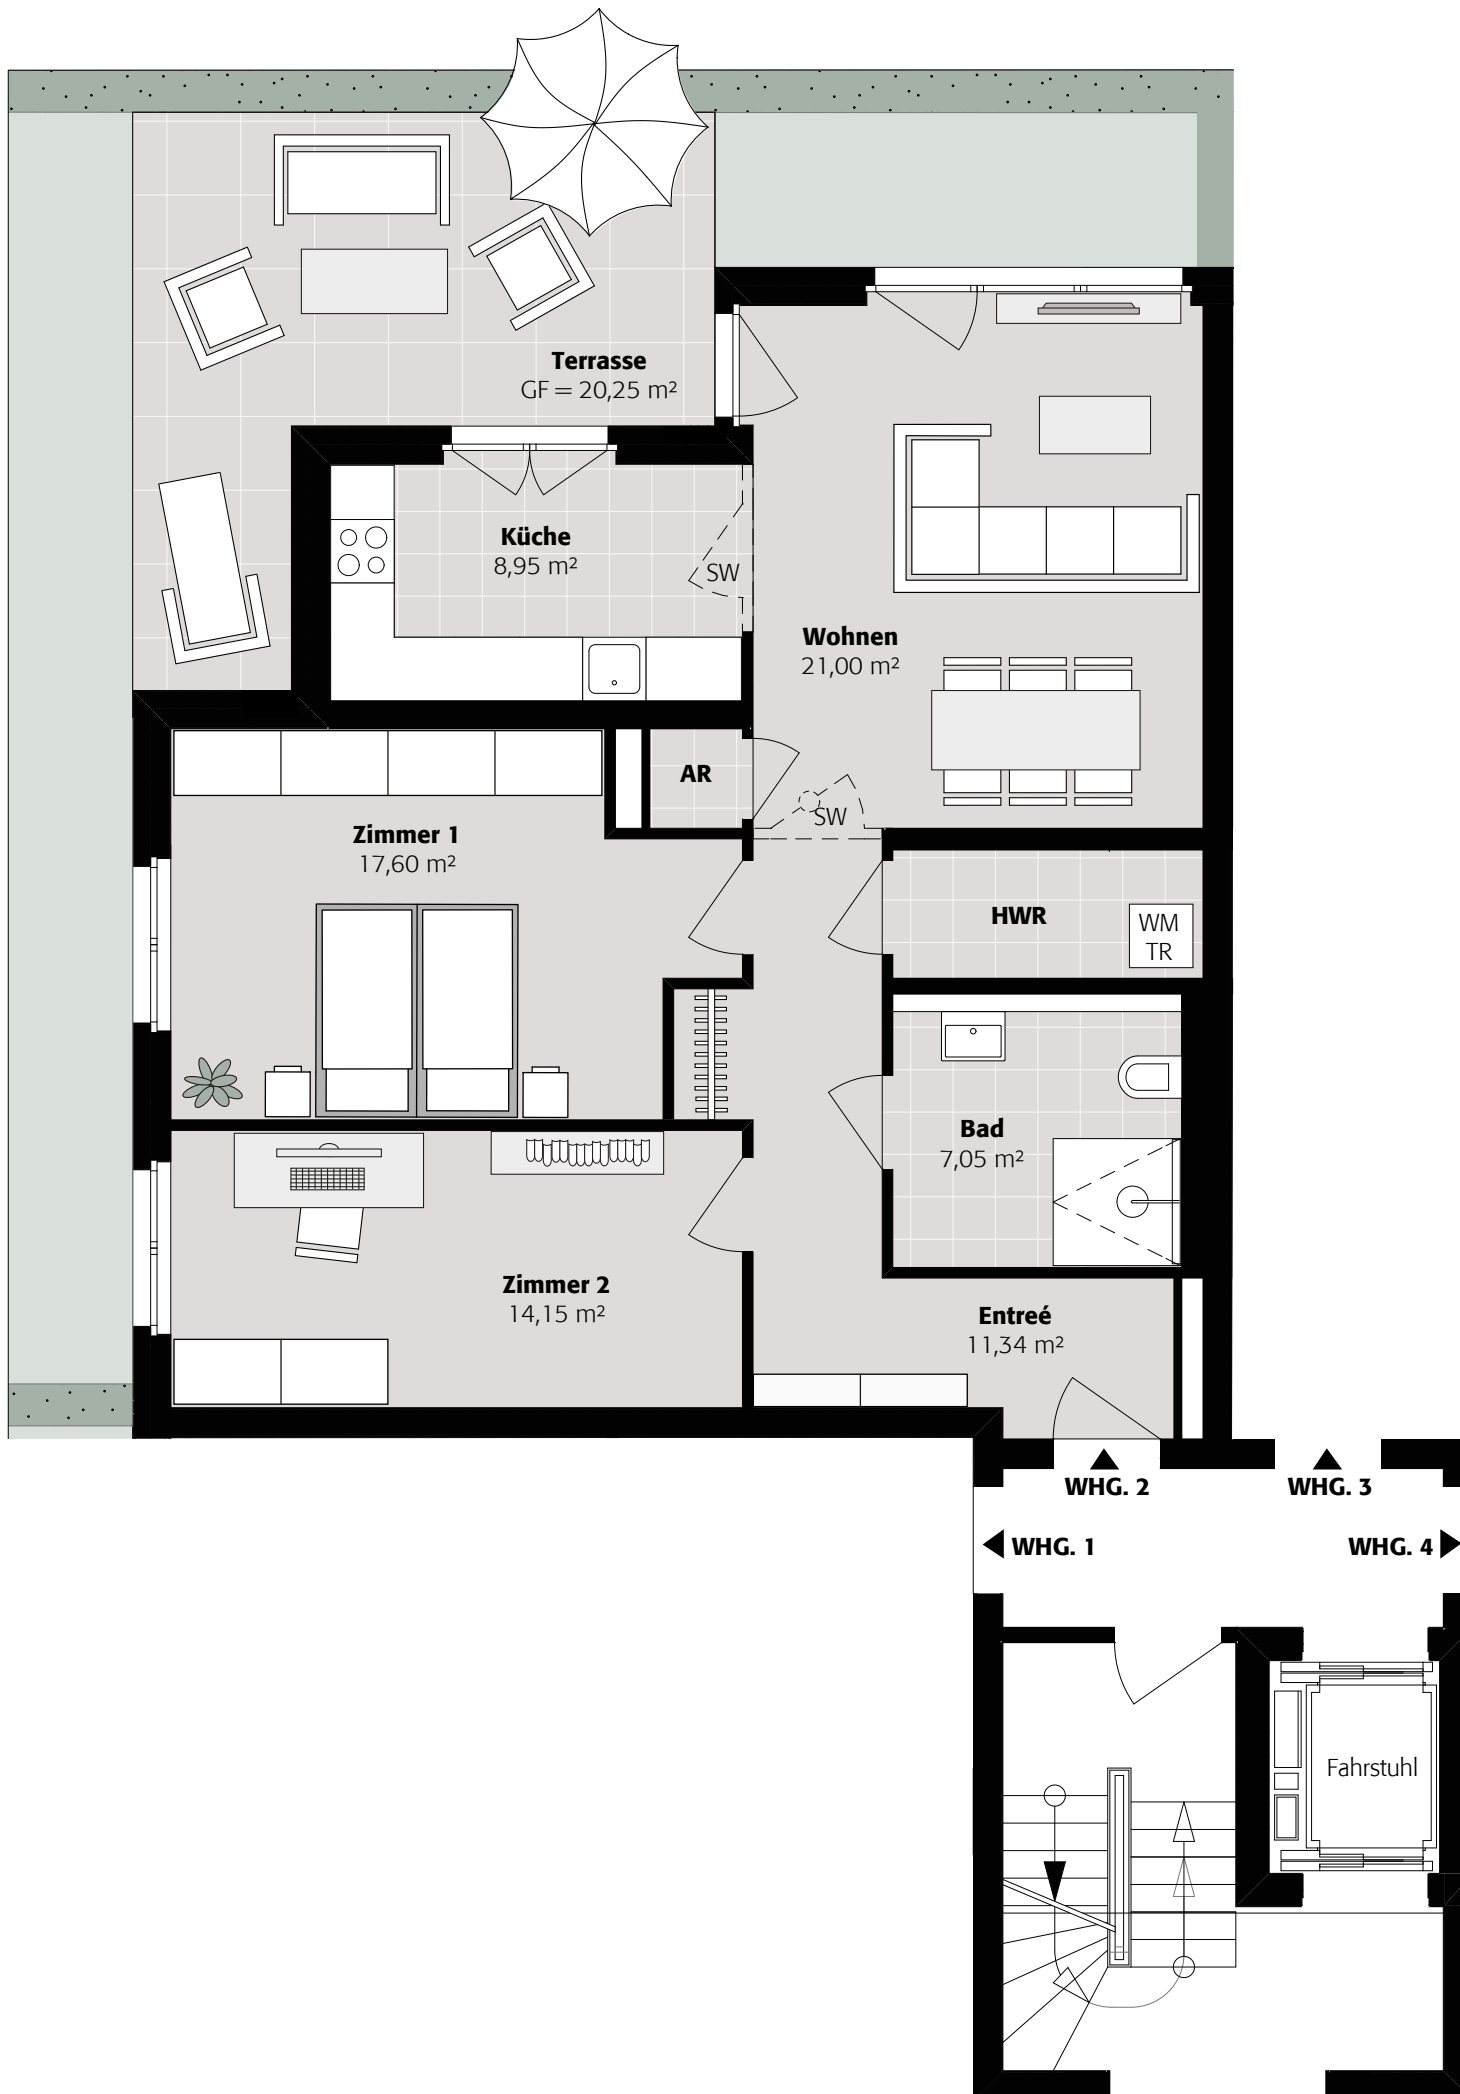 Terrasse
GF = 20,25 m²
Küche
8,95 m²
SW
Wohnen
21,00 m²
AR
SW
Zimmer 1
17,60 m²
HWR
WM
TR
Bad
7,05 m²
Zimmer 2
14,15 m²
Entreé
11,34 m²
WHG. 2
WHG. 3
WHG. 1
WHG. 4
Fahrstuhl